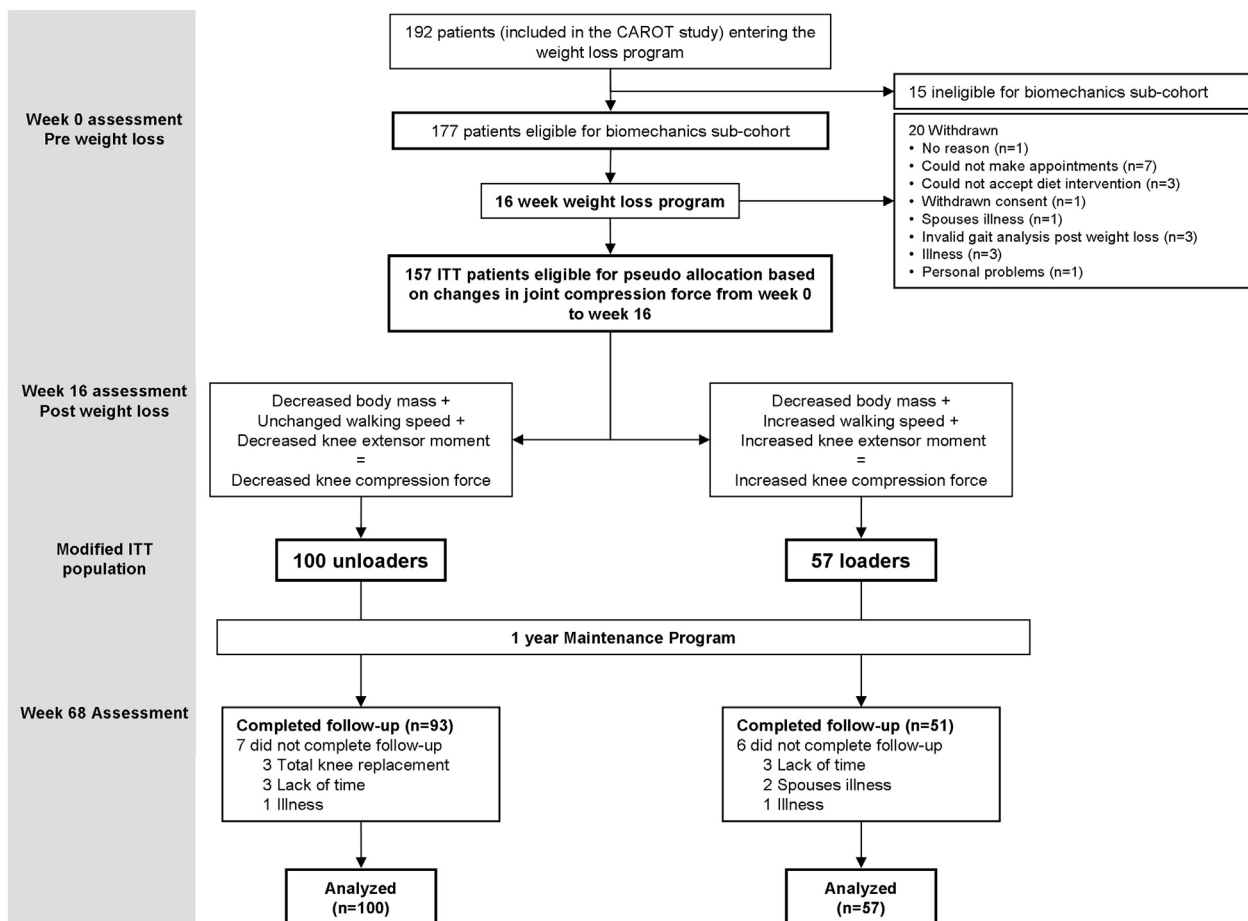 192 patients (included in the CAROT study) entering the
weight loss program
15 ineligible for biomechanics sub-cohort
Week 0 assessment
Pre weight loss
177 patients eligible for biomechanics sub-cohort
20 Withdrawn
• No reason (n=1)
• Could not make appointments (n=7)
• Could not accept diet intervention (n=3)
• Withdrawn consent (n=1)
• Spouses illness (n=1)
• Invalid gait analysis post weight loss (n=3)
• Illness (n=3)
• Personal problems (n=1)
16 week weight loss program
157 ITT patients eligible for pseudo allocation based
on changes in joint compression force from week 0
to week 16
Week 16 assessment
Post weight loss
Decreased body mass +
Unchanged walking speed +
Decreased knee extensor moment
=
Decreased knee compression force
Decreased body mass +
Increased walking speed +
Increased knee extensor moment
=
Increased knee compression force
Modified ITT
population
100 unloaders
57 loaders
1 year Maintenance Program
Week 68 Assessment
Completed follow-up (n=93)
7 did not complete follow-up
3 Total knee replacement
3 Lack of time
1 Illness
Completed follow-up (n=51)
6 did not complete follow-up
3 Lack of time
2 Spouses illness
1 Illness
Analyzed
(n=100)
Analyzed
(n=57)